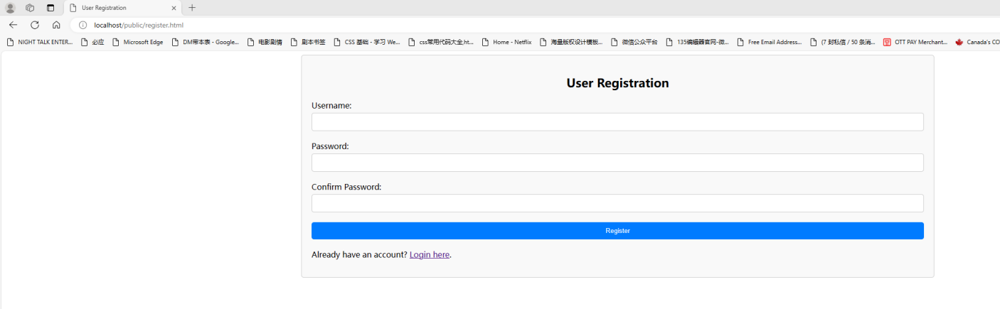 User Registration
localhost/public/register.html
NIGHT TALK ENTER... 必应 Microsoft Edge DM带本表 - Google... 电影剧情 剧本书签 CSS 基础 - 学习 We... css常用代码大全,ht... Home - Netflix 海量版权设计模板... 微信公众平台 135编辑器官网-微... Free Email Address... (7 封私信 / 50 条消... OTT PAY Merchant... Canada's CO
User Registration
Username:
Password:
Confirm Password:
Register
Already have an account? Login here.